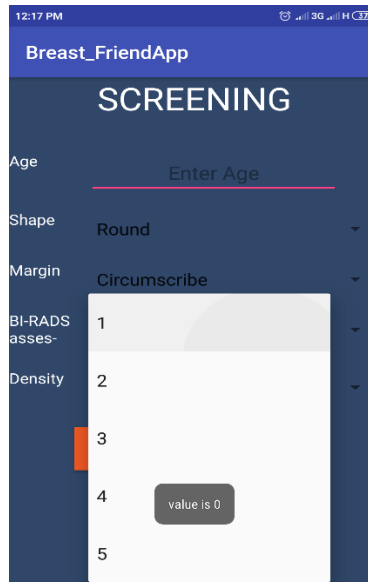 12:17 PM 3G H 37
Breast_FriendApp
SCREENING
Age
Enter Age
Shape
Round
Margin
Circumscribe
BI-RADS
asses-
1
Density
2
3
4
value is 0
5